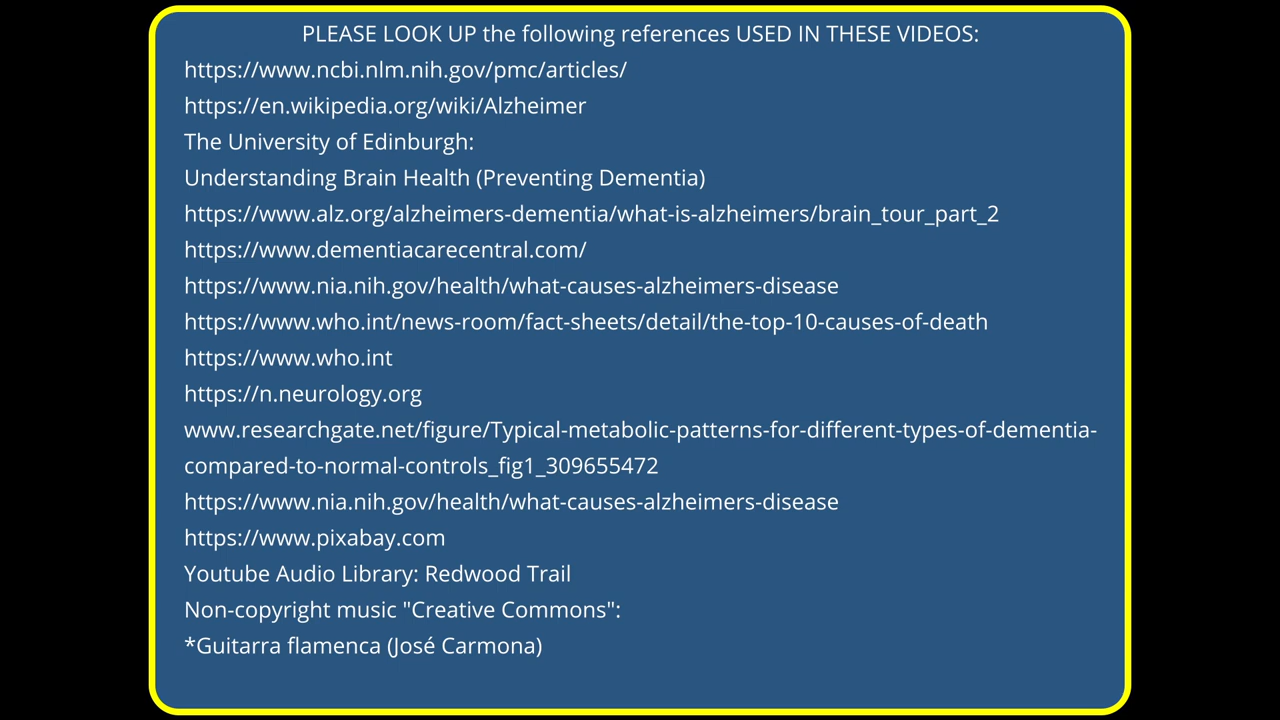 PLEASE LOOK UP the following references USED IN THESE VIDEOS:
https://www.ncbi.nlm.nih.gov/pmc/articles/
https://en.wikipedia.org/wiki/Alzheimer
The University of Edinburgh:
Understanding Brain Health (Preventing Dementia)
https://www.alz.org/alzheimers-dementia/what-is-alzheimers/brain_tour_part_2
https://www.dementiacarecentral.com/
https://www.nia.nih.gov/health/what-causes-alzheimers-disease
https://www.who.int/news-room/fact-sheets/detail/the-top-10-causes-of-death
https://www.who.int
https://n.neurology.org
www.researchgate.net/figure/Typical-metabolic-patterns-for-different-types-of-dementia-
compared-to-normal-controls_fig1_309655472
https://www.nia.nih.gov/health/what-causes-alzheimers-disease
https://www.pixabay.com
Youtube Audio Library: Redwood Trail
Non-copyright music "Creative Commons":
*Guitarra flamenca (José Carmona)